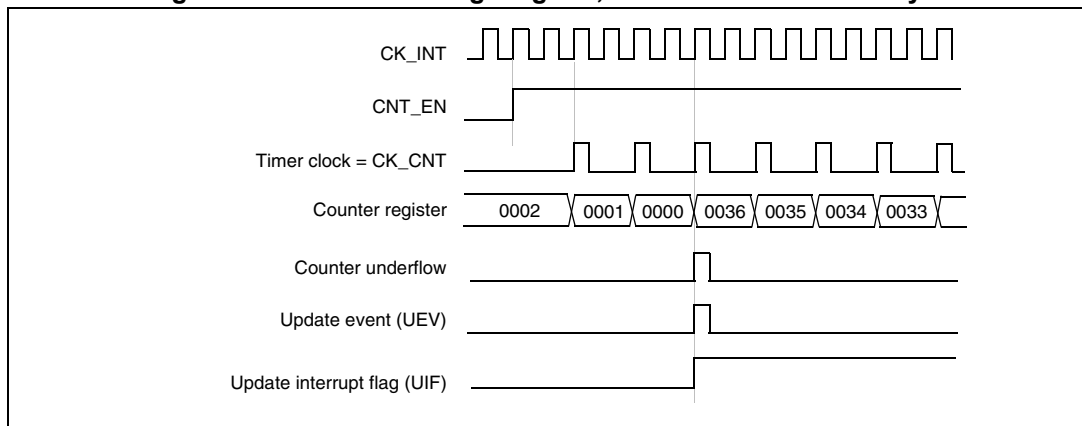 CK_INT
CNT_EN
Timer clock = CK_CNT
Counter register 0002 0001 0000 0036 0035 0034 0033
Counter underflow
Update event (UEV)
Update interrupt flag (UIF)